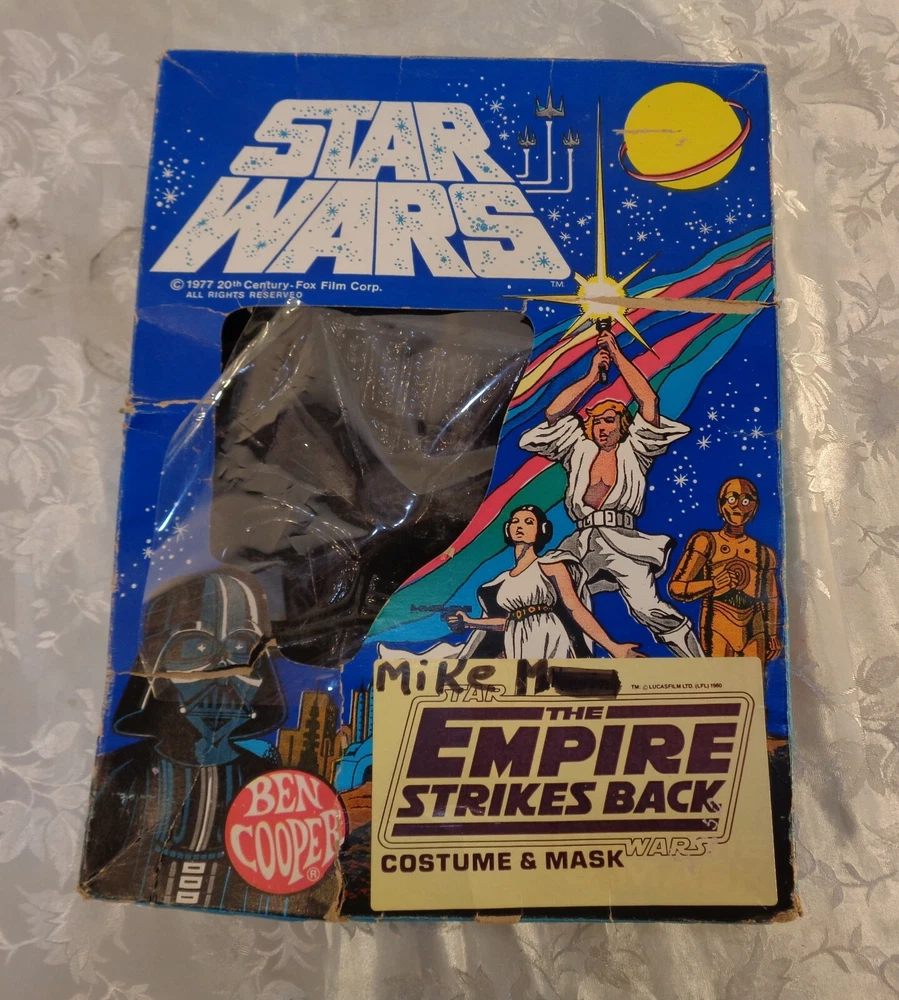 STAR
WARS
TM
© 1977 20th Century-Fox Film Corp.
ALL RIGHTS RESERVED
MiKe M
TM: © LUCASFILM LTD. (LFL) 1980
STAR
THE
EMPIRE
STRIKES BACK
WARS
COSTUME & MASK
BEN
COOPER
®